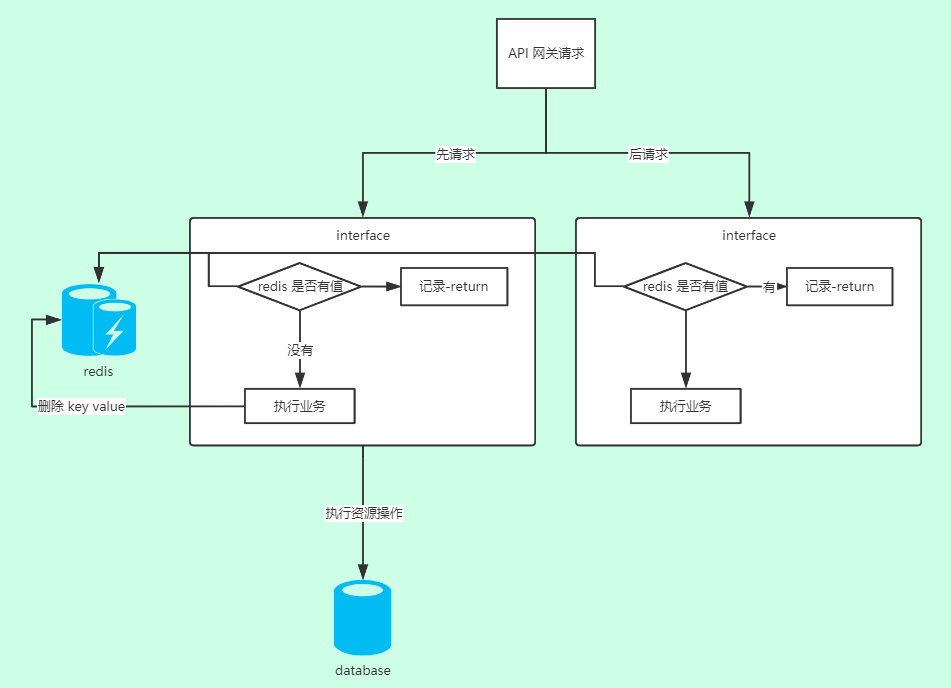 API 网关请求
先请求
后请求
interface
interface
redis 是否有值
记录-return
redis 是否有值
有
记录-return
redis
没有
删除 key value
执行业务
执行业务
执行资源操作
database